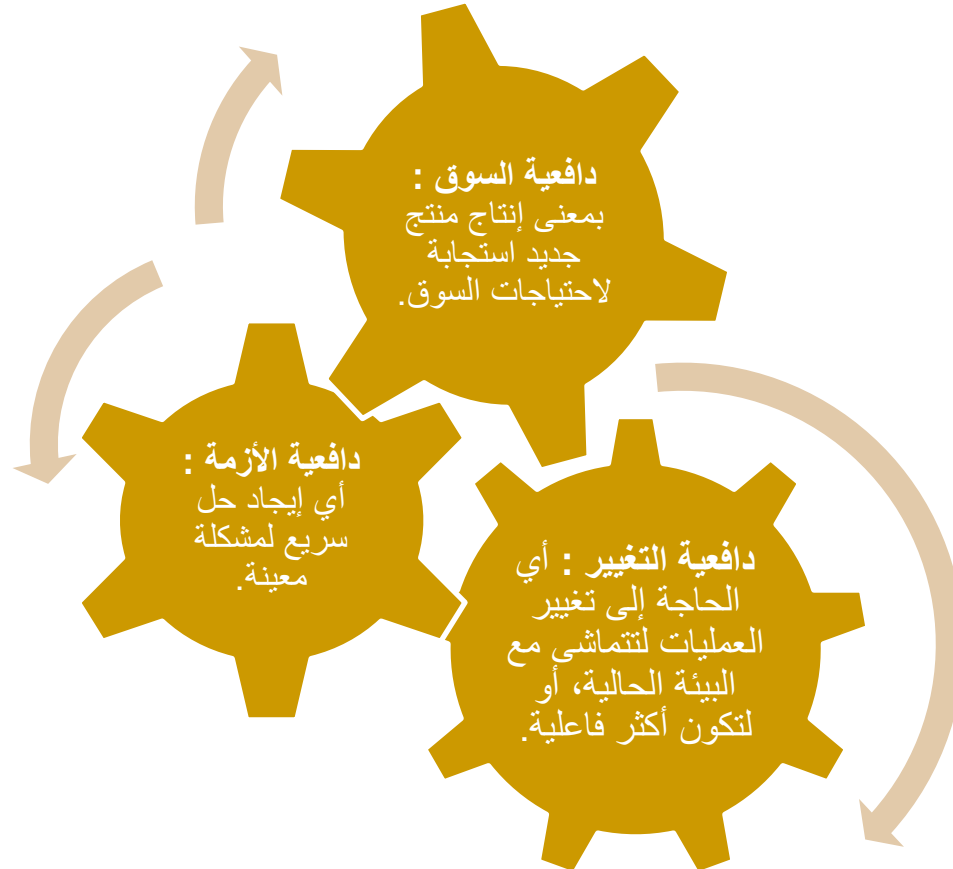 دافعية السوق :
بمعنى إنتاج منتج
جديد استجابة
لاحتياجات السوق.
دافعية الأزمة :
أي إيجاد حل
سريع لمشكلة
معينة.
دافعية التغيير : أي
الحاجة إلى تغيير
العمليات لتتماشى مع
البيئة الحالية، أو
لتكون أكثر فاعلية.